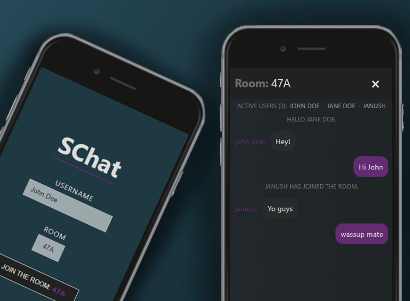 SChat
USERNAME
John Doe
ROOM
47A
JOIN THE ROOM: 47A
Room: 47A
×
ACTIVE USERS (3): JOHN DOE - JANE DOE - JANUSH
HELLO JANE DOE.
john doe: Hey!
Hi John
JANUSH HAS JOINED THE ROOM.
janush: Yo guys
wassup mate